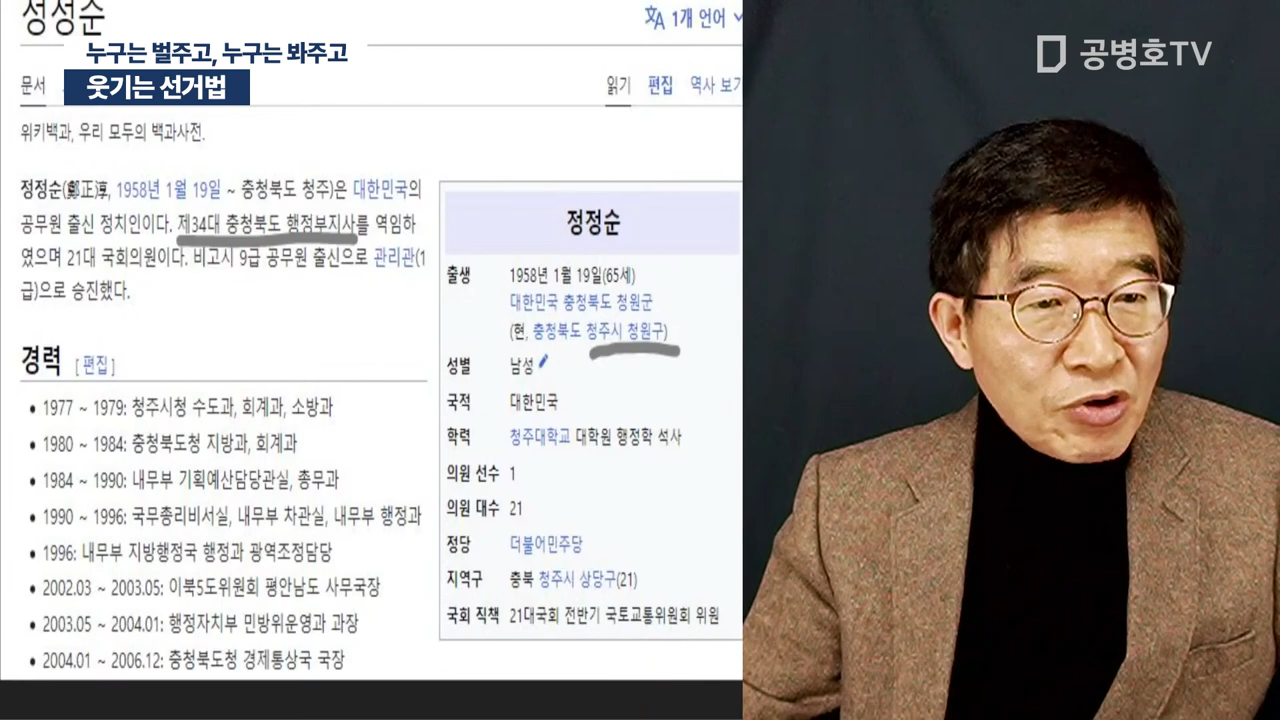 정정순
1개 언어
누구는 벌주고, 누구는 봐주고
웃기는 선거법
공병호TV
문서
읽기 편집 역사 보기
위키백과, 우리 모두의 백과사전.
정정순(鄭正淳, 1958년 1월 19일 ~ 충청북도 청주)은 대한민국의
공무원 출신 정치인이다. 제34대 충청북도 행정부지사를 역임하
였으며 21대 국회의원이다. 비고시 9급 공무원 출신으로 관리관(1
급)으로 승진했다.
경력 [편집]
• 1977 ~ 1979: 청주시청 수도과, 회계과, 소방과
• 1980 ~ 1984: 충청북도청 지방과, 회계과
• 1984 ~ 1990: 내무부 기획예산담당관실, 총무과
• 1990 ~ 1996: 국무총리비서실, 내무부 차관실, 내무부 행정과
• 1996: 내무부 지방행정국 행정과 광역조정담당
• 2002.03 ~ 2003.05: 이북5도위원회 평안남도 사무국장
• 2003.05 ~ 2004.01: 행정자치부 민방위운영과 과장
• 2004.01 ~ 2006.12: 충청북도청 경제통상국 국장
정정순
출생 1958년 1월 19일(65세)
대한민국 충청북도 청원군
(현, 충청북도 청주시 청원구)
성별 남성
국적 대한민국
학력 청주대학교 대학원 행정학 석사
의원 선수 1
의원 대수 21
정당 더불어민주당
지역구 충북 청주시 상당구(21)
국회 직책 21대국회 전반기 국토교통위원회 위원